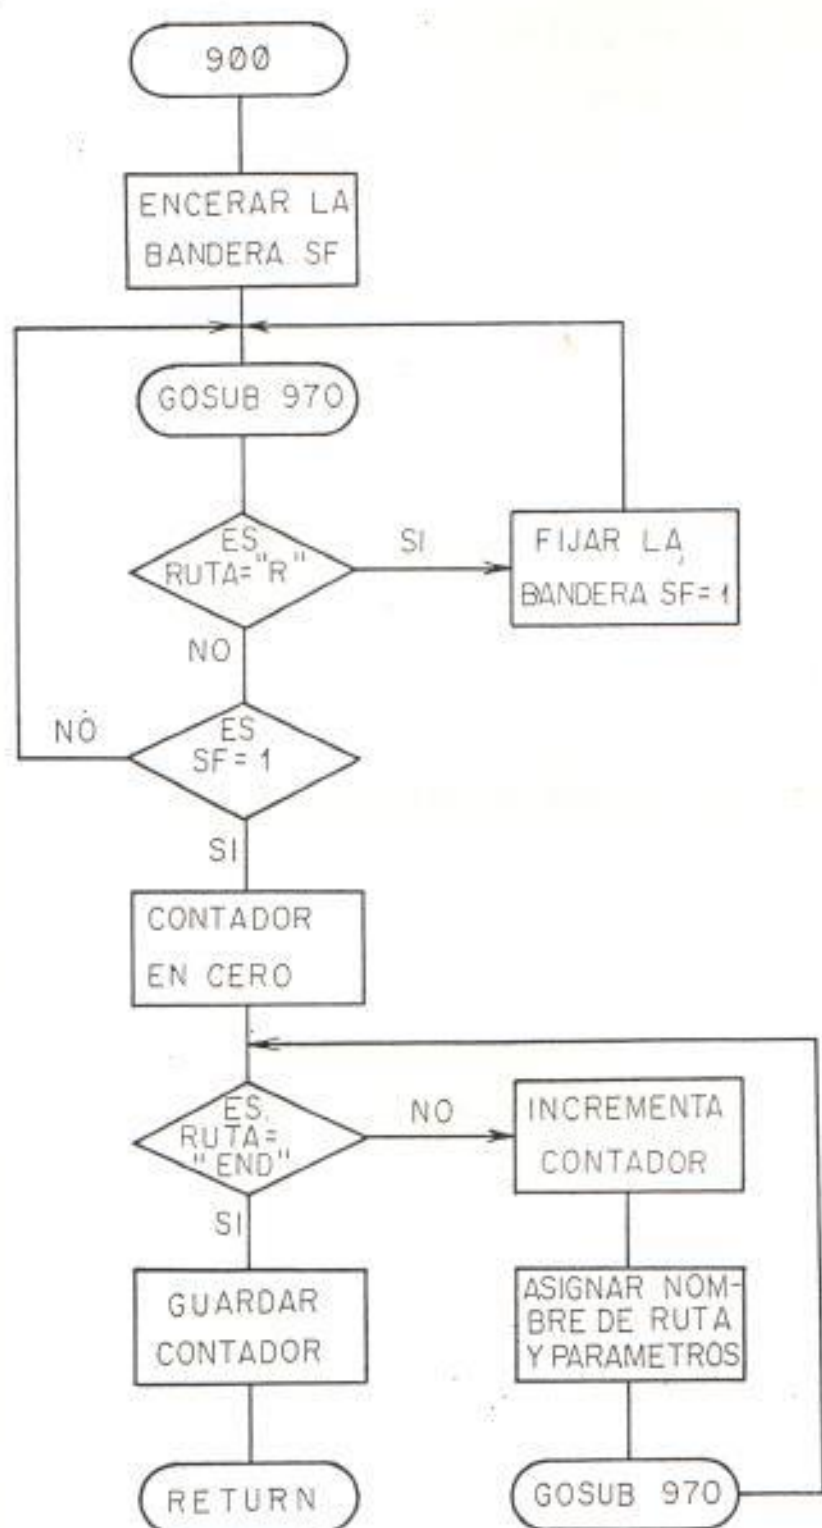 900
ENCERAR LA
BANDERA SF
GOSUB 970
ES
RUTA="R"
SI
FIJAR LA
BANDERA SF=1
NO
ES
SF=1
NO
SI
CONTADOR
EN CERO
ES
RUTA=
"END"
NO
INCREMENTA
CONTADOR
SI
GUARDAR
CONTADOR
ASIGNAR NOM-
BRE DE RUTA
Y PARAMETROS
RETURN
GOSUB 970